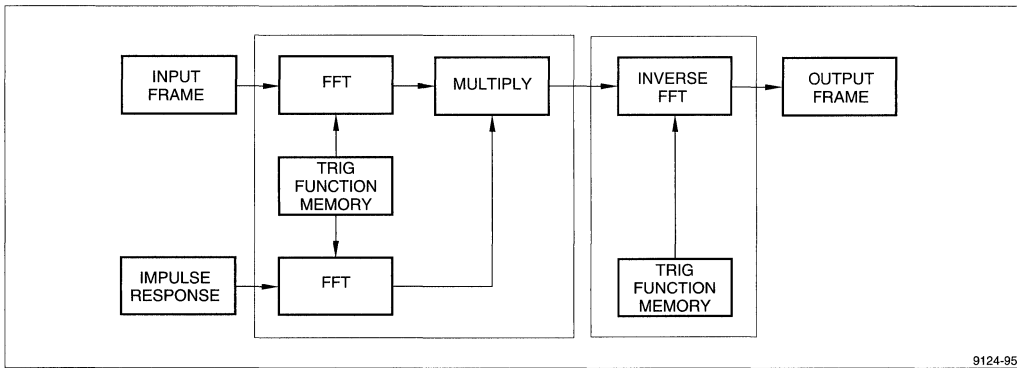 INPUT
FRAME
FFT
MULTIPLY
INVERSE
FFT
OUTPUT
FRAME
TRIG
FUNCTION
MEMORY
IMPULSE
RESPONSE
FFT
TRIG
FUNCTION
MEMORY
9124-95